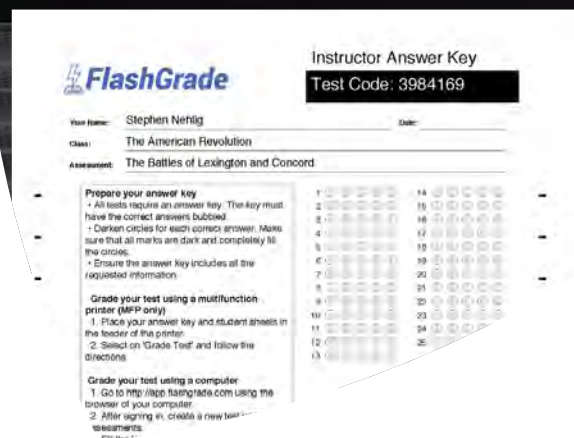 FlashGrade
Instructor Answer Key
Test Code: 3984169
Your Name: Stephen Nehlig
Date:
Class: The American Revolution
Assessment: The Battles of Lexington and Concord
Prepare your answer key
• All tests require an answer key. The key must
have the correct answers bubbled.
• Darken circles for each correct answer. Make
sure that all marks are dark and completely fill
the circles.
• Ensure the answer key includes all the
requested information.
Grade your test using a multifunction
printer (MFP only)
1. Place your answer key and student sheets in
the feeder of the printer.
2. Select on 'Grade Test' and follow the
directions.
Grade your test using a computer
1. Go to http://app.flashgrade.com using the
browser of your computer.
2. After signing in, create a new test
1
2
3
4
5
6
7
8
9
10
11
12
13
14
15
16
17
18
19
20
21
22
23
24
25